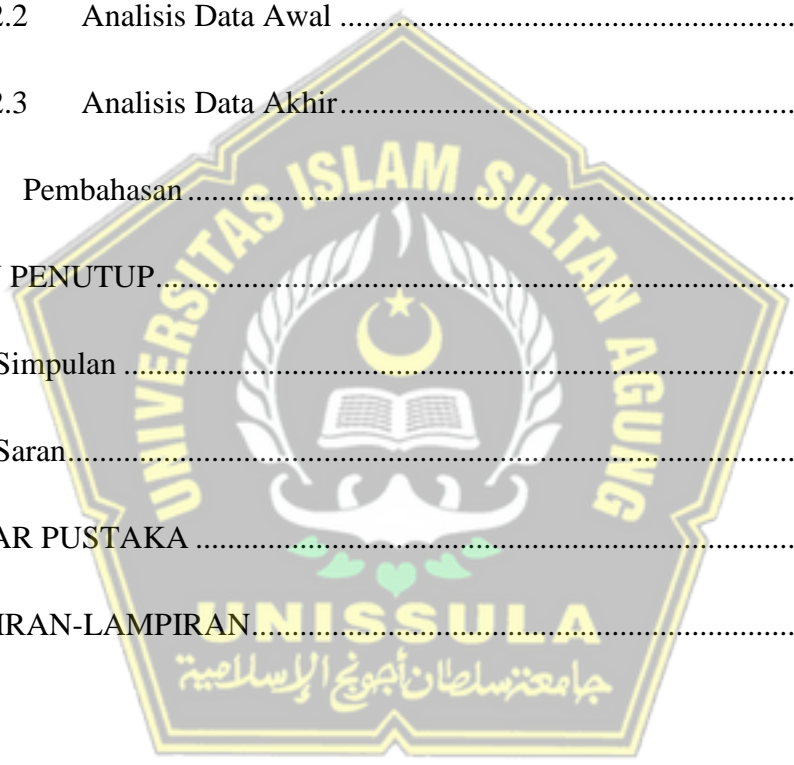 2.2 Analisis Data Awal ................................................................
2.3 Analisis Data Akhir ................................................................
Pembahasan ................................................................
PENUTUP ................................................................
Simpulan ................................................................
Saran ................................................................
AR PUSTAKA ................................................................
IRAN-LAMPIRAN ................................................................
UNIVERSITAS ISLAM SULTAN AGUNG
UNISSULA
جامعة سلطان أجونج الإسلامية